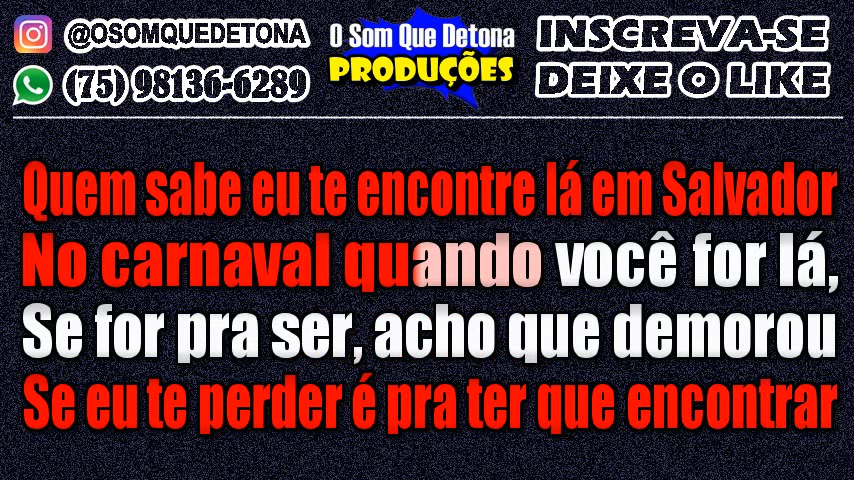 @OSOMQUEDETONA
(75) 98136-6289
O Som Que Detona
PRODUÇÕES
INSCREVA-SE
DEIXE O LIKE
Quem sabe eu te encontre lá em Salvador
No carnaval quando você for lá,
Se for pra ser, acho que demorou
Se eu te perder é pra ter que encontrar